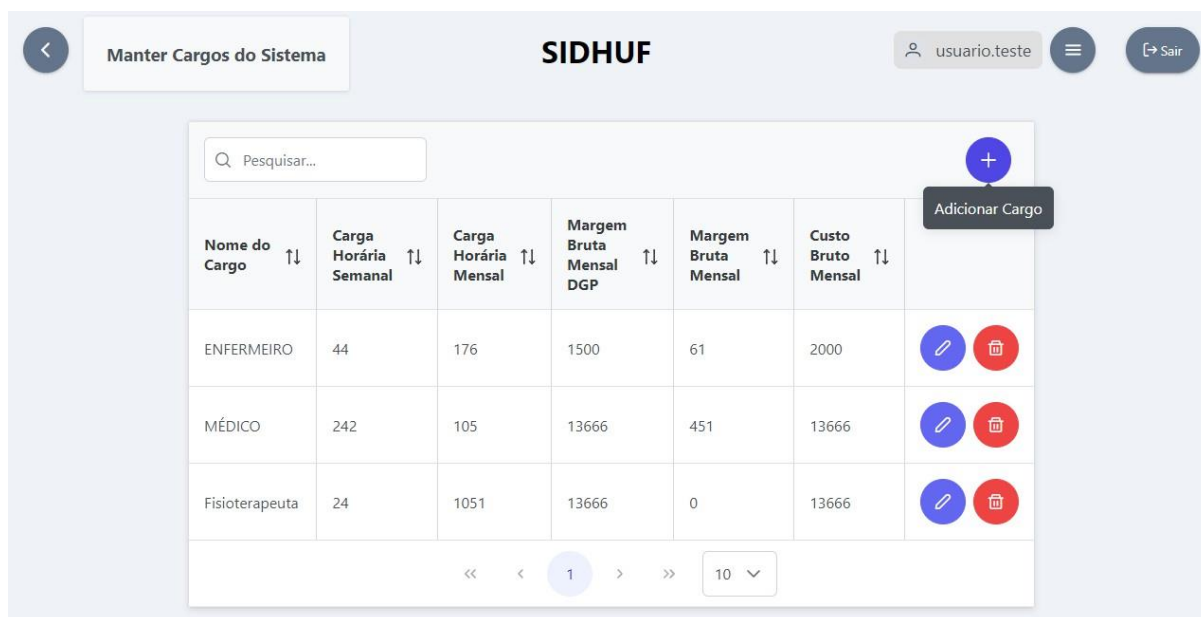 Manter Cargos do Sistema
SIDHUF
usuario.teste
Sair
Pesquisar...
Adicionar Cargo
Nome do
Cargo
Carga
Horária
Semanal
Carga
Horária
Mensal
Margem
Bruta
Mensal
DGP
Margem
Bruta
Mensal
Custo
Bruto
Mensal
ENFERMEIRO 44 176 1500 61 2000
MÉDICO 242 105 13666 451 13666
Fisioterapeuta 24 1051 13666 0 13666
<< < 1 > >> 10